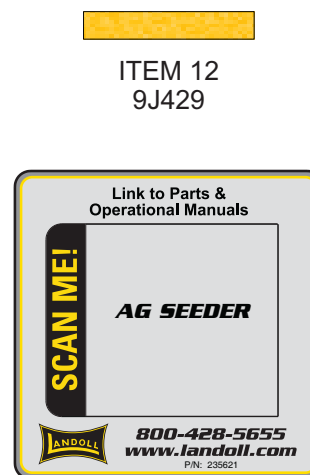 ITEM 12
9J429
Link to Parts &
Operational Manuals
SCAN ME!
AG SEEDER
LANDOLL
800-428-5655
www.landoll.com
P/N: 235621